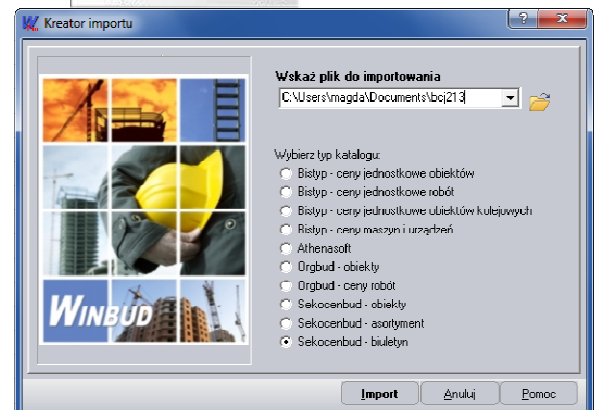 Kreator importu
Wskaż plik do importowania
C:\Users\magda\Documents\bcj213
Wybierz typ katalogu:
Bistyp - ceny jednostkowe obiektów
Bistyp - ceny jednostkowe robót
Bistyp - ceny jednostkowe obiektów kolejowych
Bistyp - ceny maszyn i urządzeń
Athenasoft
Orgbud - obiekty
Orgbud - ceny robót
Sekocenbud - obiekty
Sekocenbud - asortyment
Sekocenbud - biuletyn
WINBUD
Import Anuluj Pomoc